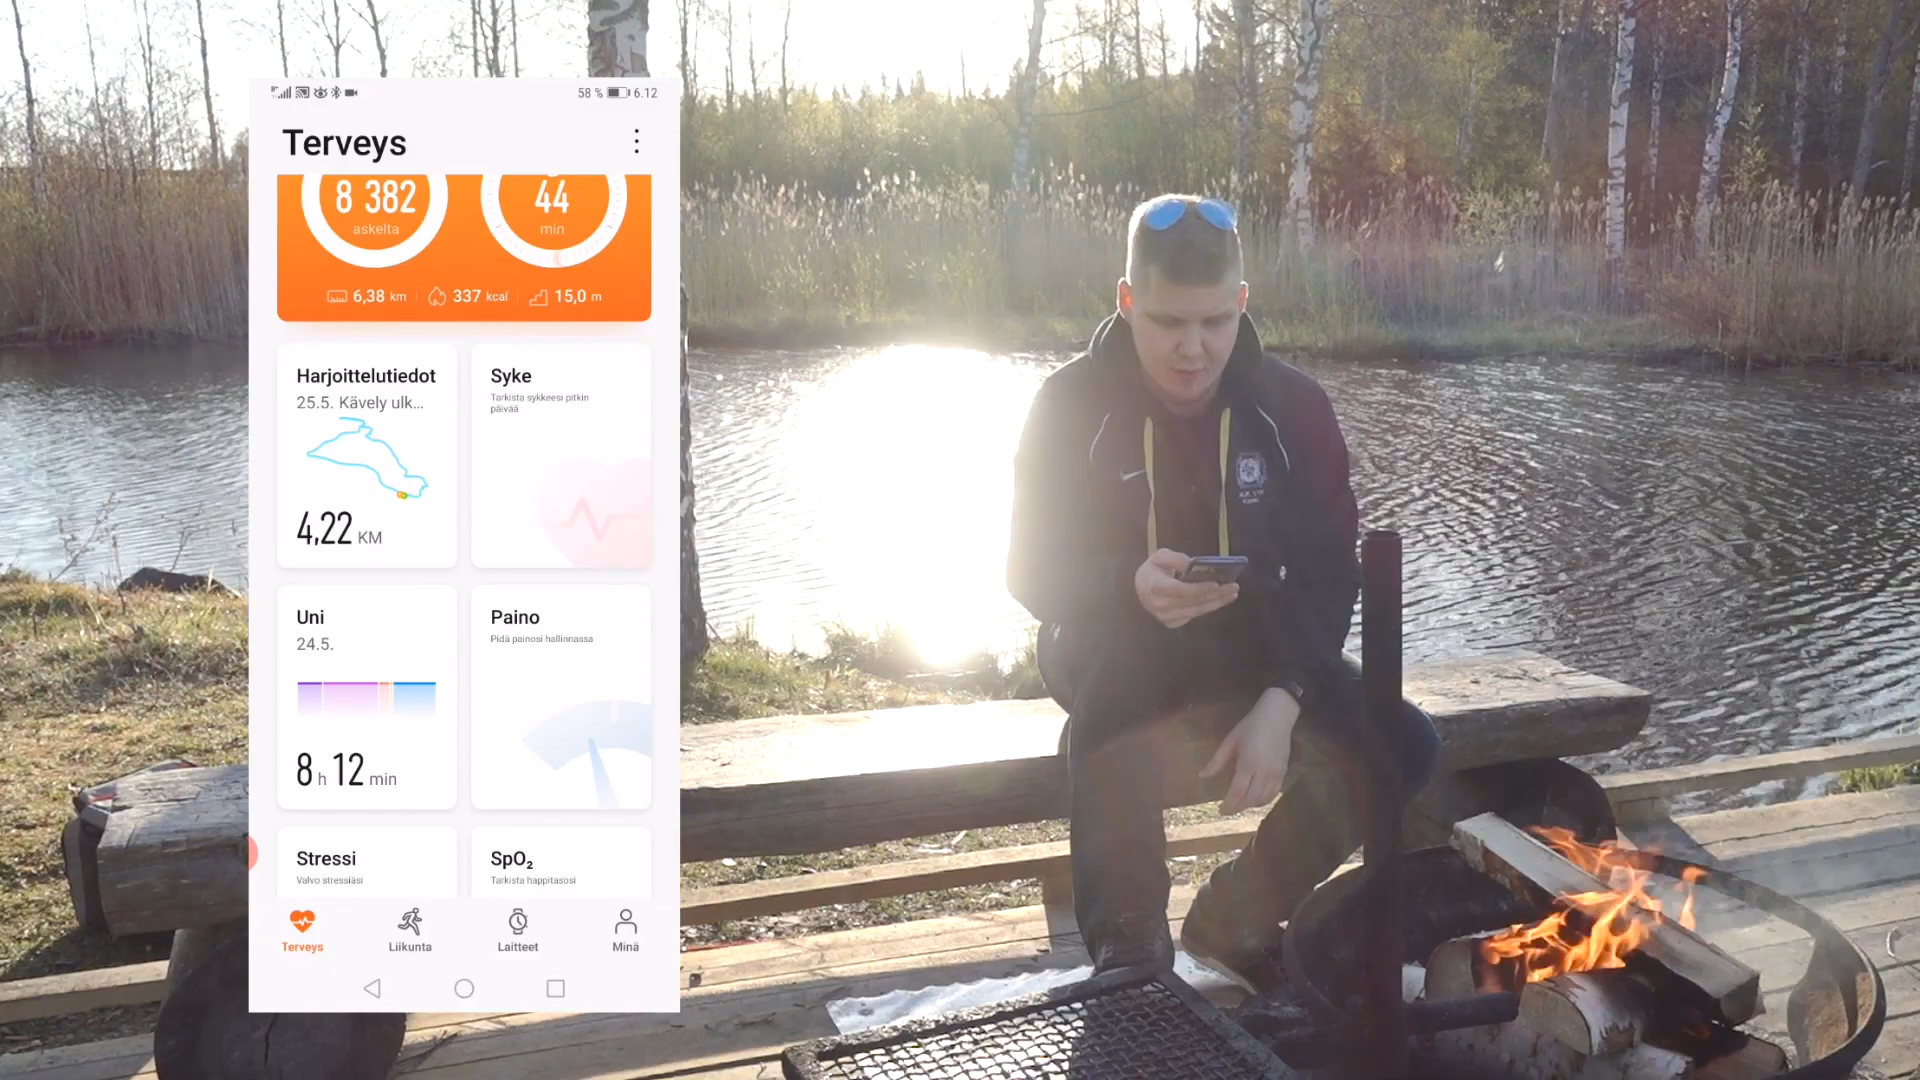 58 % 6.12
Terveys
8 382
askelta
44
min
6,38 km
337 kcal
15,0 m
Harjoittelutiedot
25.5. Kävely ulk...
4,22 KM
Syke
Tarkista sykkeesi pitkin
päivää
Uni
24.5.
8 h 12 min
Paino
Pidä painosi hallinnassa
Stressi
Valvo stressiäsi
SpO₂
Tarkista happitasosi
Terveys
Liikunta
Laitteet
Minä